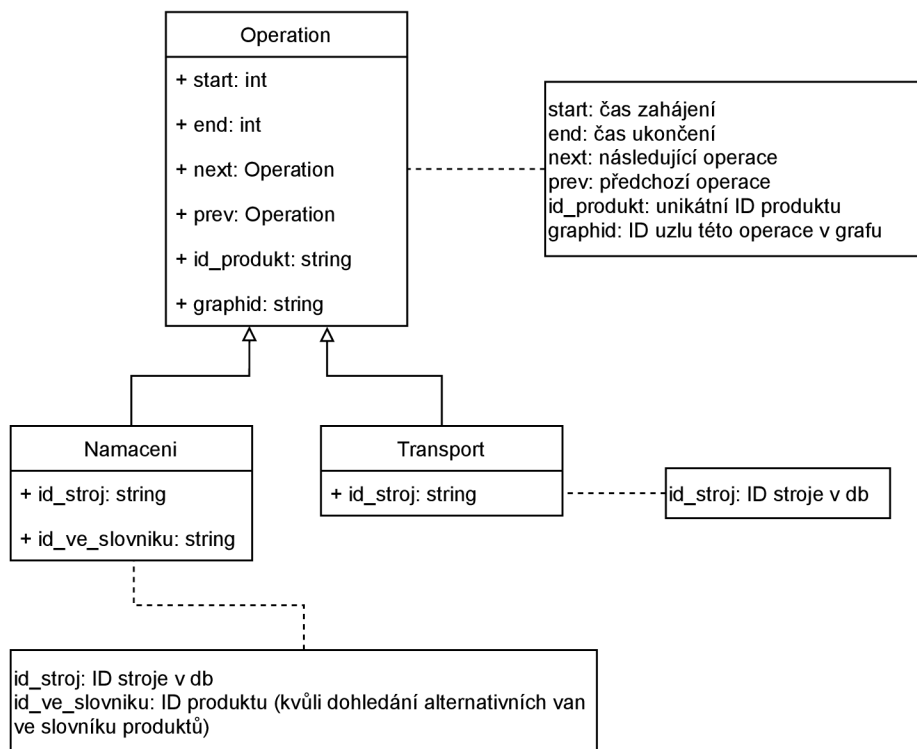 Operation
+ start: int
+ end: int
+ next: Operation
+ prev: Operation
+ id_produkt: string
+ graphid: string
start: čas zahájení
end: čas ukončení
next: následující operace
prev: předchozí operace
id_produkt: unikátní ID produktu
graphid: ID uzlu této operace v grafu
Namaceni
+ id_stroj: string
+ id_ve_slovniku: string
Transport
+ id_stroj: string
id_stroj: ID stroje v db
id_stroj: ID stroje v db
id_ve_slovniku: ID produktu (kvůli dohledání alternativních van
ve slovníku produktů)